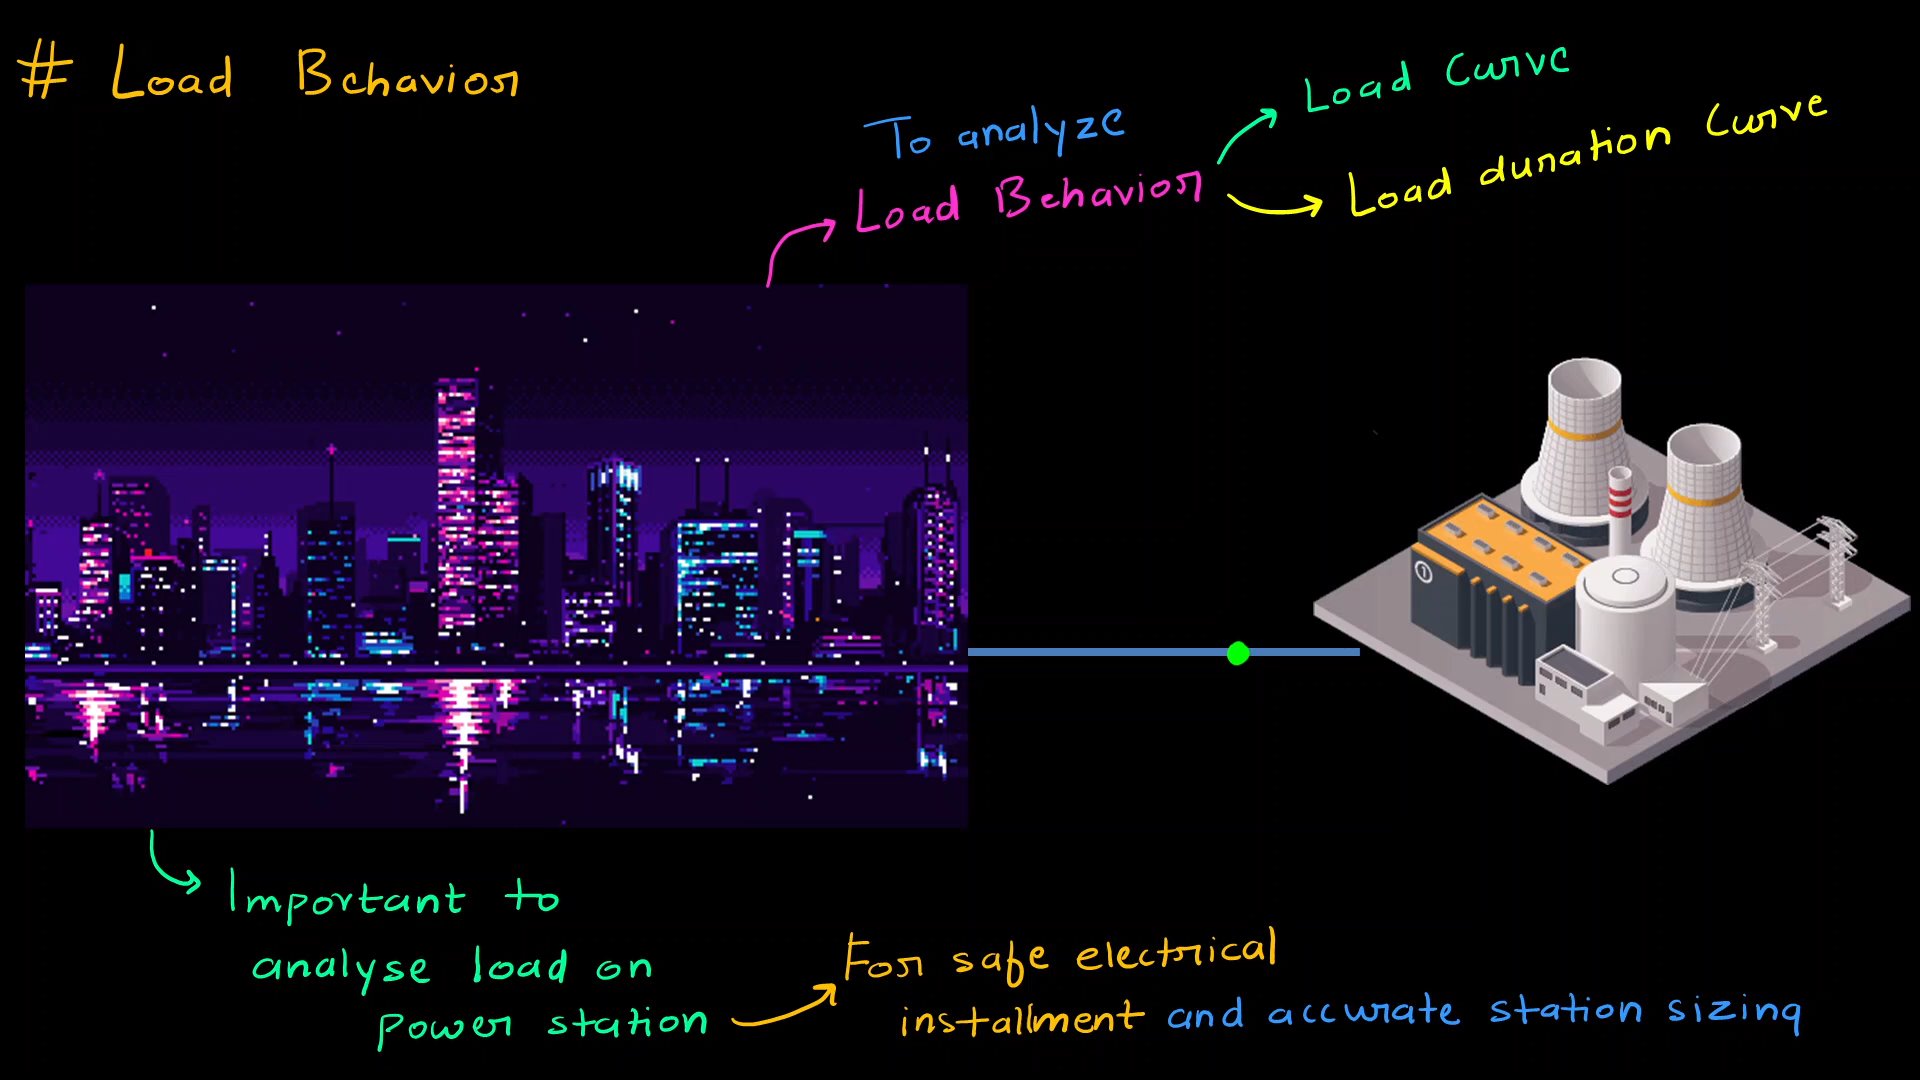 # Load Behavior
To analyze
Load Behavior
Load Curve
Load duration Curve
1
Important to
analyse load on
power station
For safe electrical
installment and accurate station sizing